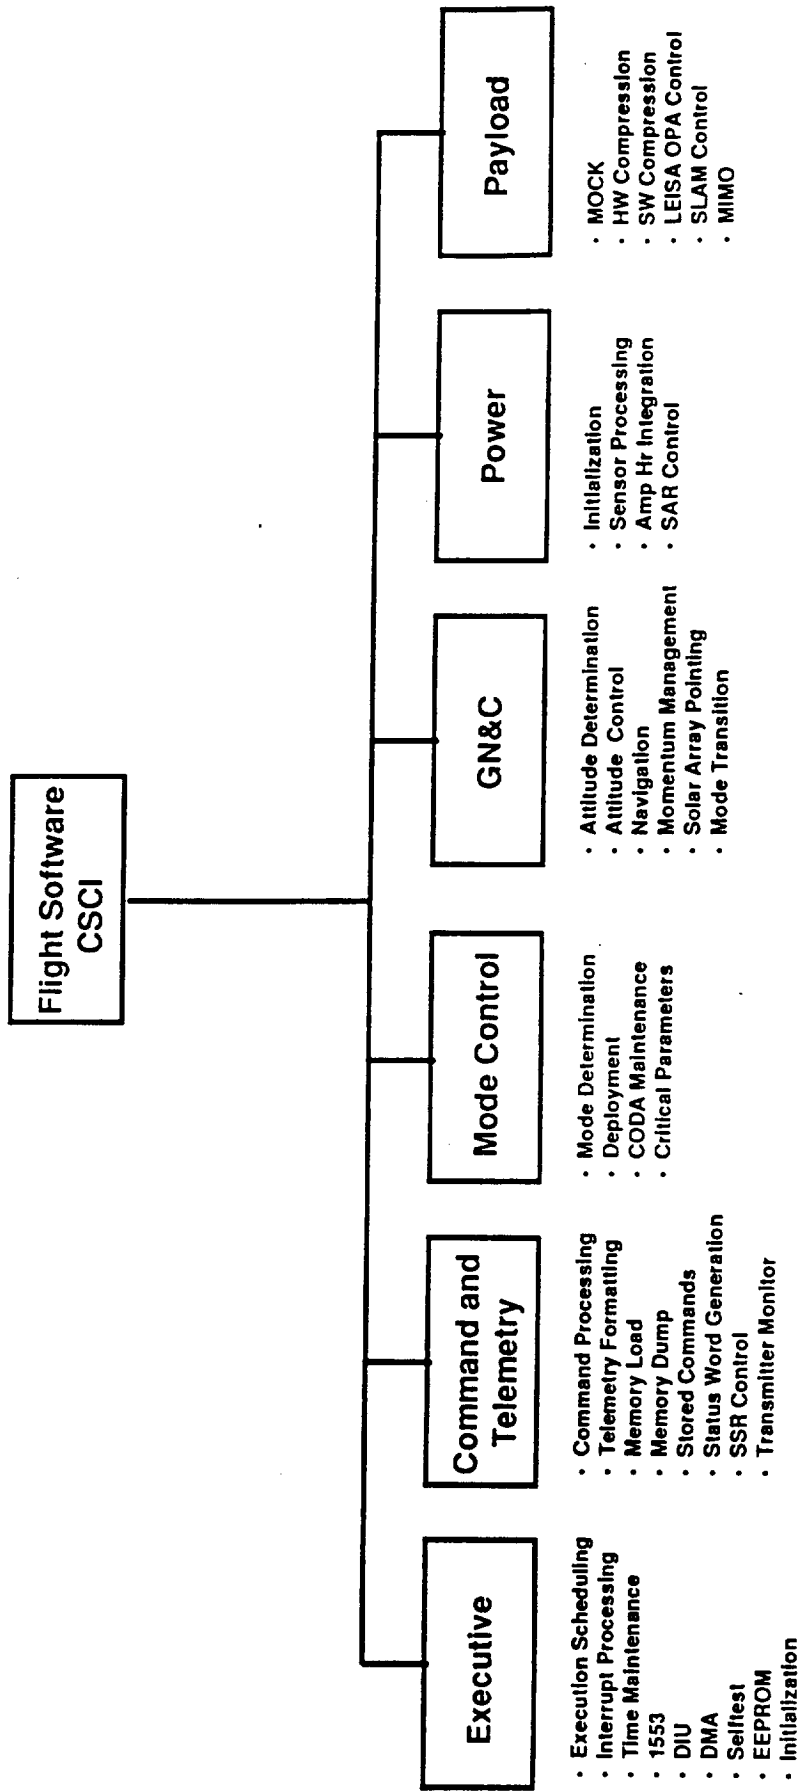 Flight Software
CSCI
Executive
· Execution Scheduling
· Interrupt Processing
· Time Maintenance
· 1553
· DIU
· DMA
· Selftest
· EEPROM
· Initialization
Command and
Telemetry
· Command Processing
· Telemetry Formatting
· Memory Load
· Memory Dump
· Stored Commands
· Status Word Generation
· SSR Control
· Transmitter Monitor
Mode Control
· Mode Determination
· Deployment
· CODA Maintenance
· Critical Parameters
GN&C
· Attitude Determination
· Attitude Control
· Navigation
· Momentum Management
· Solar Array Pointing
· Mode Transition
Power
· Initialization
· Sensor Processing
· Amp Hr Integration
· SAR Control
Payload
· MOCK
· HW Compression
· SW Compression
· LEISA OPA Control
· SLAM Control
· MIMO